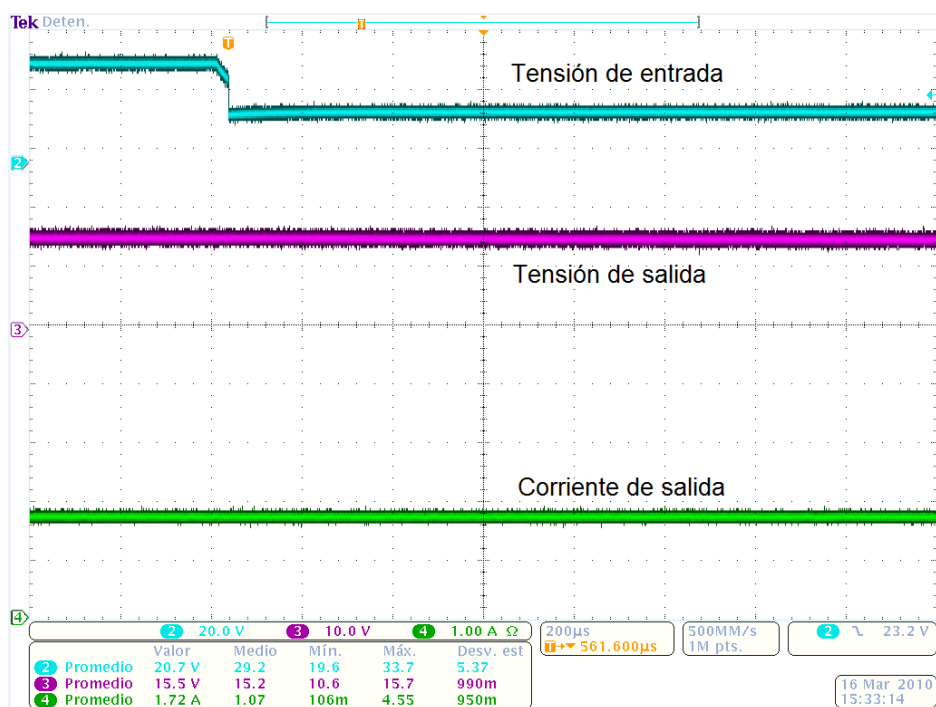 Tek Deten.
T
T
Tensión de entrada
2
Tensión de salida
3
Corriente de salida
4
2 20.0 V 3 10.0 V 4 1.00 A Ω
200µs
T→▼ 561.600µs
500MM/s
1M pts.
2 23.2 V
Valor Medio Mín. Máx. Desv. est
2 Promedio 20.7 V 29.2 19.6 33.7 5.37
3 Promedio 15.5 V 15.2 10.6 15.7 990m
4 Promedio 1.72 A 1.07 106m 4.55 950m
16 Mar 2010
15:33:14